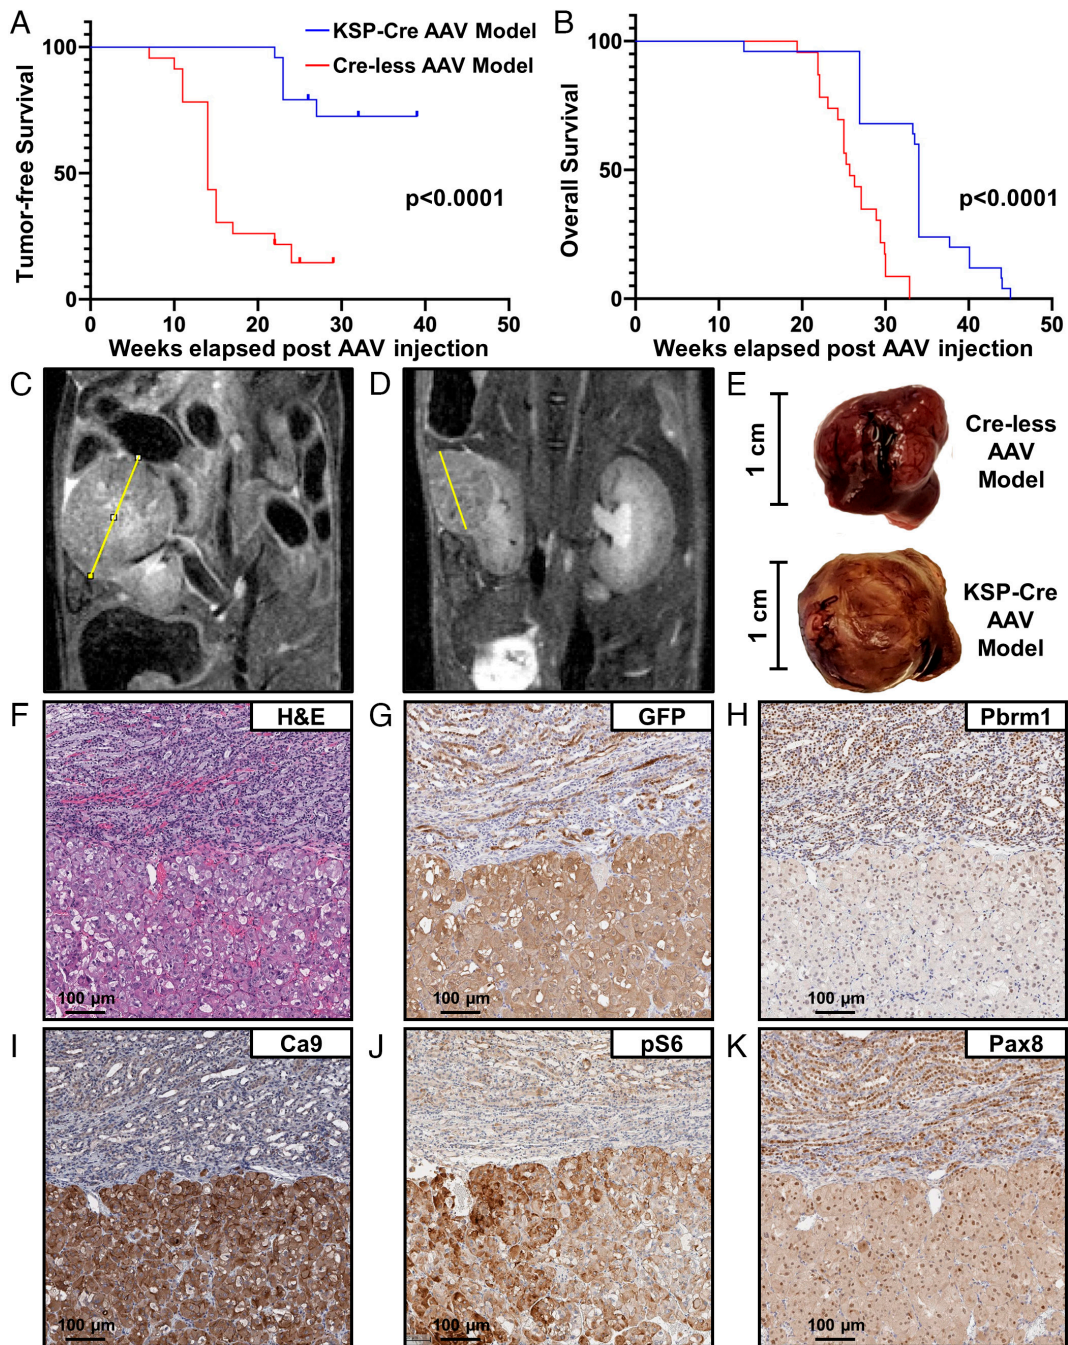 A
KSP-Cre AAV Model
Cre-less AAV Model
Tumor-free Survival
100
50
0
p<0.0001
0 10 20 30 40 50
Weeks elapsed post AAV injection
B
Overall Survival
100
50
0
p<0.0001
0 10 20 30 40 50
Weeks elapsed post AAV injection
C
D
E
1 cm
Cre-less
AAV
Model
1 cm
KSP-Cre
AAV
Model
F
H&E
100 µm
G
GFP
100 µm
H
Pbrm1
100 µm
I
Ca9
100 µm
J
pS6
100 µm
K
Pax8
100 µm